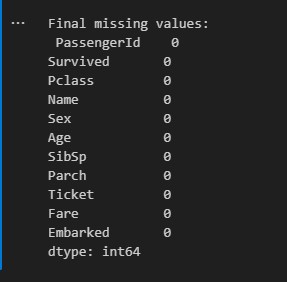 ... Final missing values:
PassengerId 0
Survived 0
Pclass 0
Name 0
Sex 0
Age 0
SibSp 0
Parch 0
Ticket 0
Fare 0
Embarked 0
dtype: int64